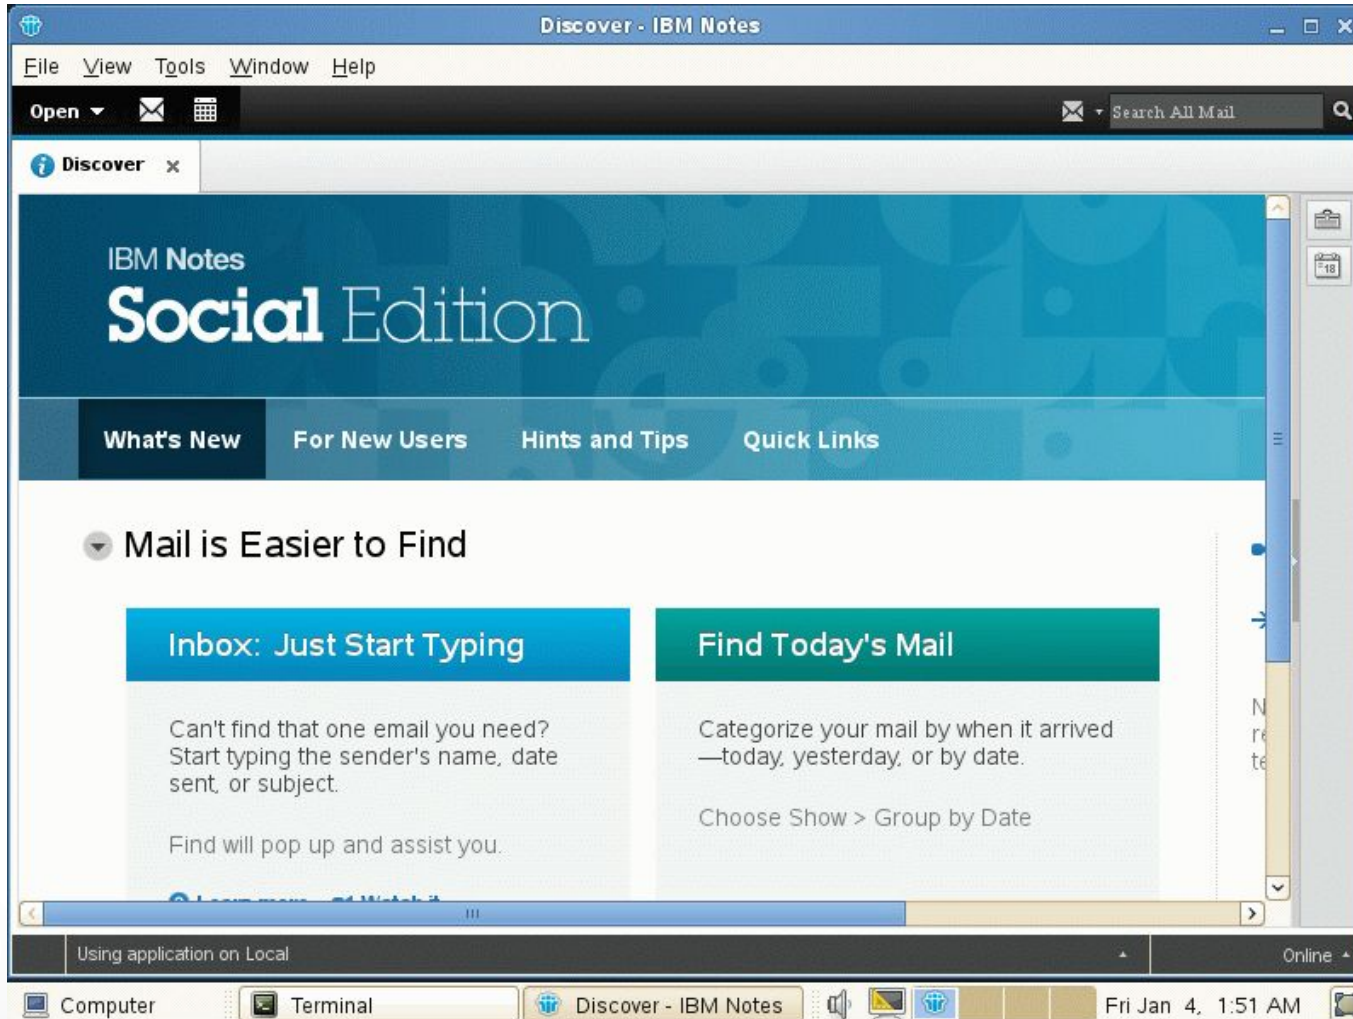 Discover - IBM Notes
File View Tools Window Help
Open Search All Mail
Discover
IBM Notes
Social Edition
What's New For New Users Hints and Tips Quick Links
Mail is Easier to Find
Inbox: Just Start Typing
Can't find that one email you need?
Start typing the sender's name, date
sent, or subject.
Find will pop up and assist you.
Find Today's Mail
Categorize your mail by when it arrived
—today, yesterday, or by date.
Choose Show > Group by Date
18
Using application on Local Online
Computer Terminal Discover - IBM Notes Fri Jan 4, 1:51 AM